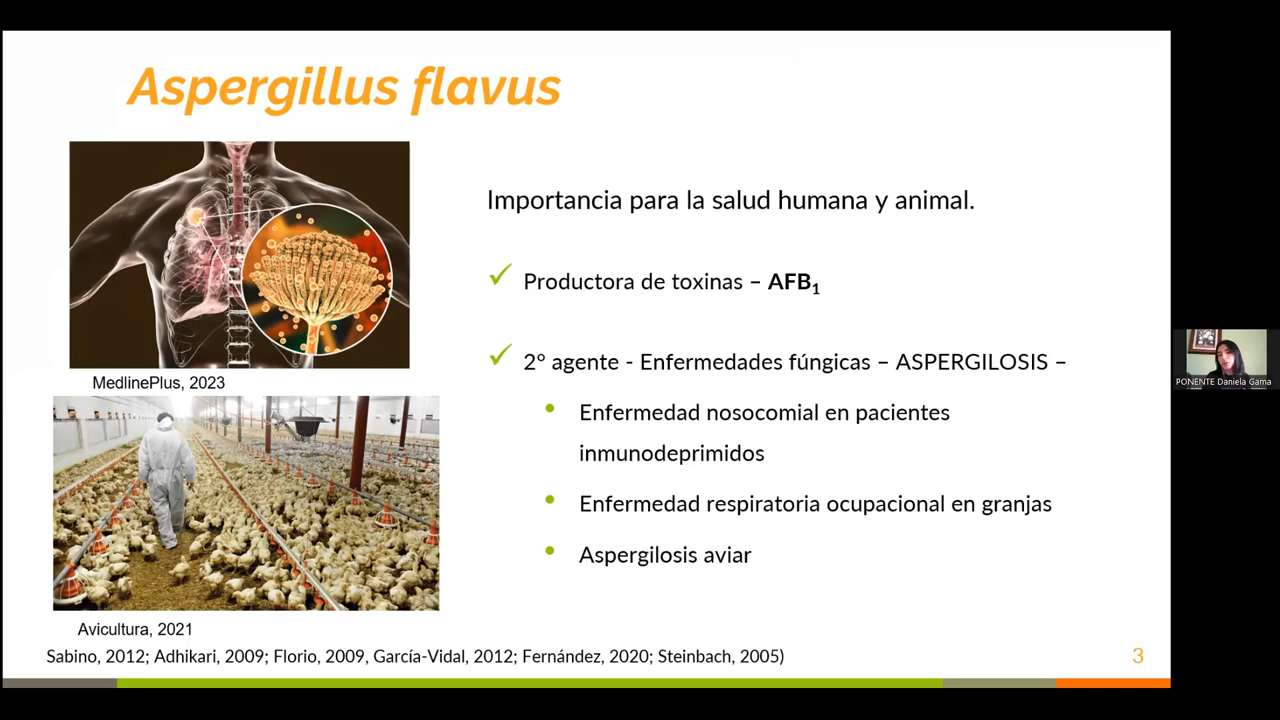 Aspergillus flavus
Importancia para la salud humana y animal.
Productora de toxinas – AFB₁
2° agente - Enfermedades fúngicas – ASPERGILOSIS –
Enfermedad nosocomial en pacientes
inmunodeprimidos
Enfermedad respiratoria ocupacional en granjas
Aspergilosis aviar
MedlinePlus, 2023
Avicultura, 2021
Sabino, 2012; Adhikari, 2009; Florio, 2009, García-Vidal, 2012; Fernández, 2020; Steinbach, 2005)
3
PONENTE Daniela Gama